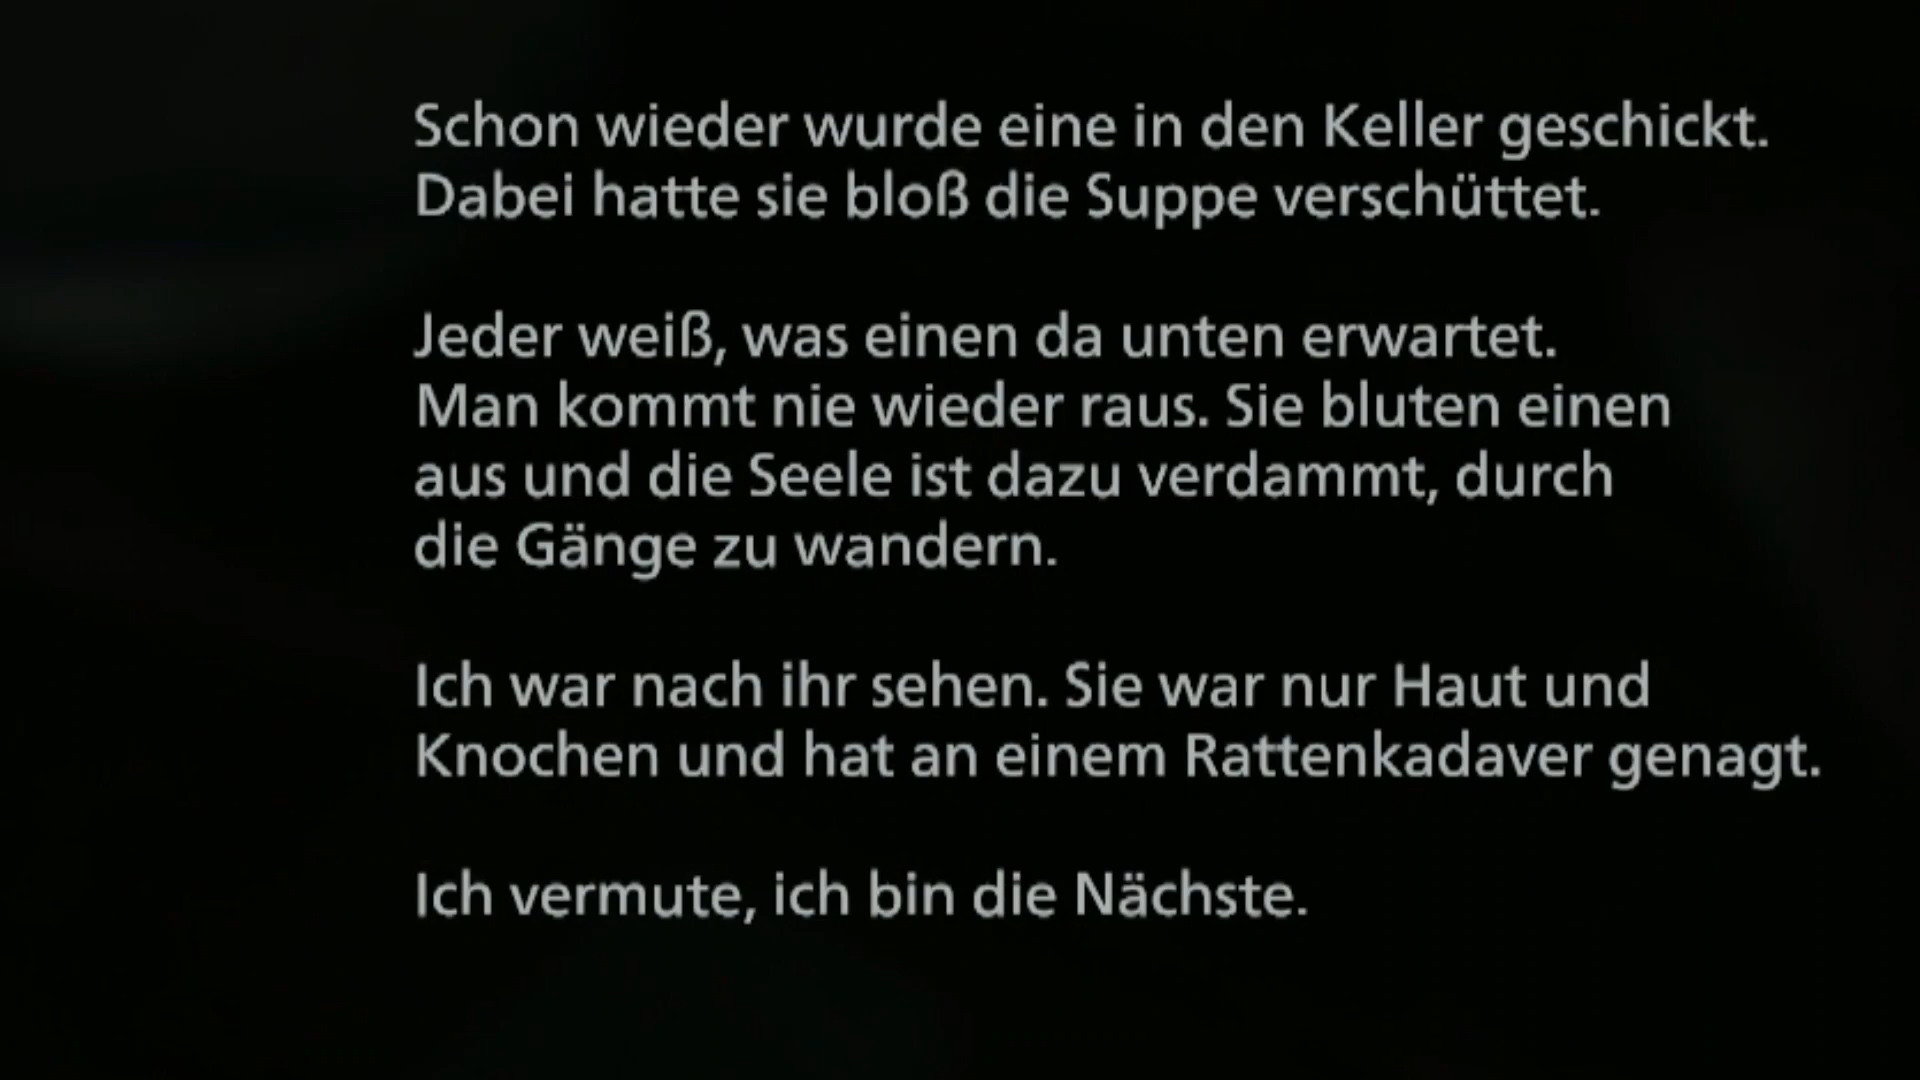 Schon wieder wurde eine in den Keller geschickt.
Dabei hatte sie bloß die Suppe verschüttet.
Jeder weiß, was einen da unten erwartet.
Man kommt nie wieder raus. Sie bluten einen
aus und die Seele ist dazu verdammt, durch
die Gänge zu wandern.
Ich war nach ihr sehen. Sie war nur Haut und
Knochen und hat an einem Rattenkadaver genagt.
Ich vermute, ich bin die Nächste.